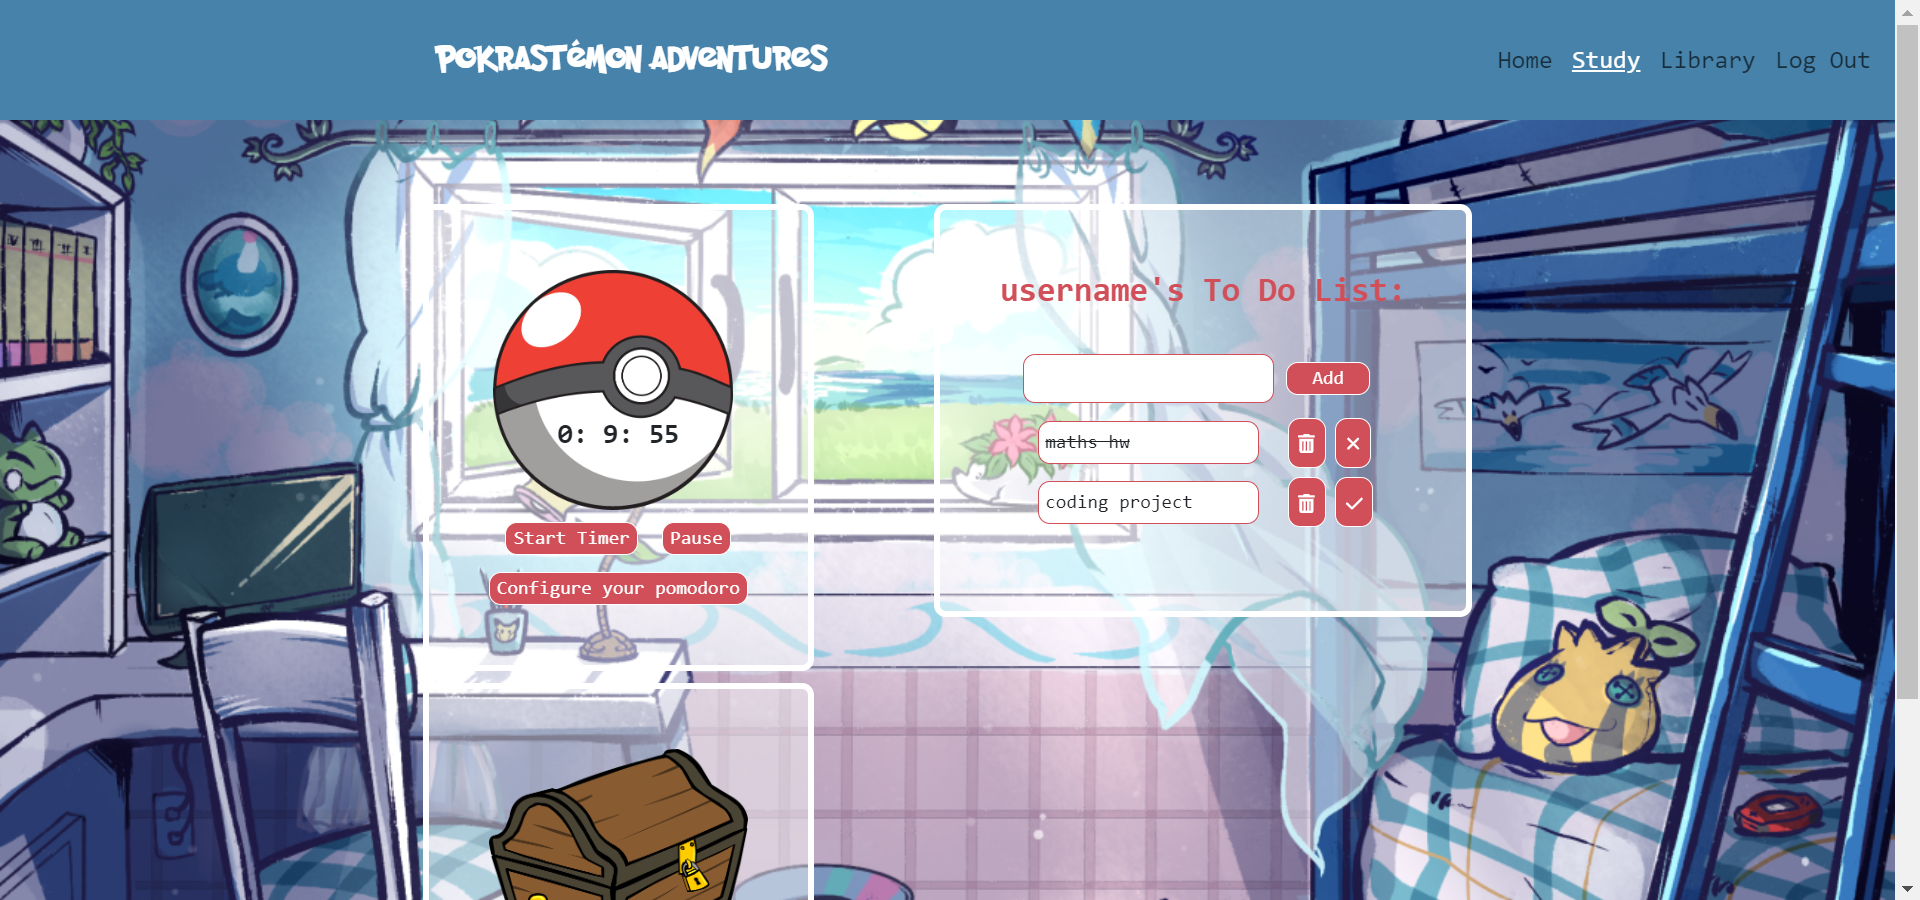 POKRASTéMON ADVENTURES
Home Study Library Log Out
0: 9: 55
Start Timer Pause
Configure your pomodoro
username's To Do List:
Add
maths hw
coding project